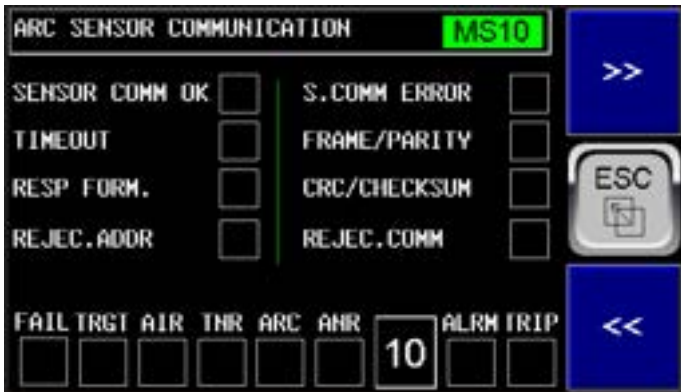 ARC SENSOR COMMUNICATION MS10
>>
SENSOR COMM OK S.COMM ERROR
TIMEOUT FRAME/PARITY
RESP FORM. CRC/CHECKSUM
ESC
REJEC.ADDR REJEC.COMM
FAIL TRGT AIR TNR ARC ANR 10 ALRM TRIP
<<